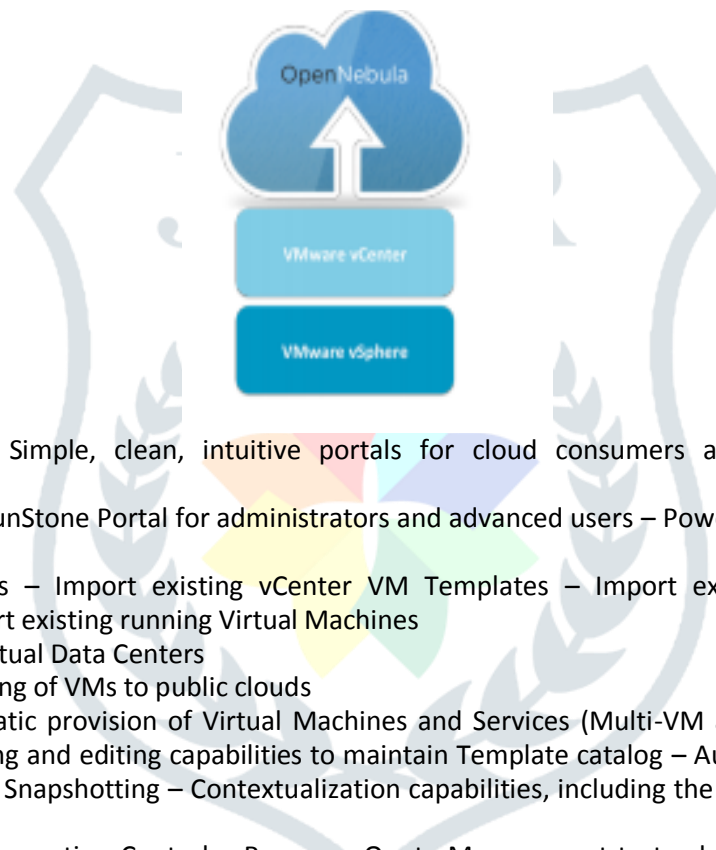 OpenNebula
VMware vCenter
VMware vSphere
Simple, clean, intuitive portals for cloud consumers a
unStone Portal for administrators and advanced users – Pow
s – Import existing vCenter VM Templates – Import ex
rt existing running Virtual Machines
tual Data Centers
ng of VMs to public clouds
atic provision of Virtual Machines and Services (Multi-VM
ng and editing capabilities to maintain Template catalog – Au
Snapshotting – Contextualization capabilities, including the